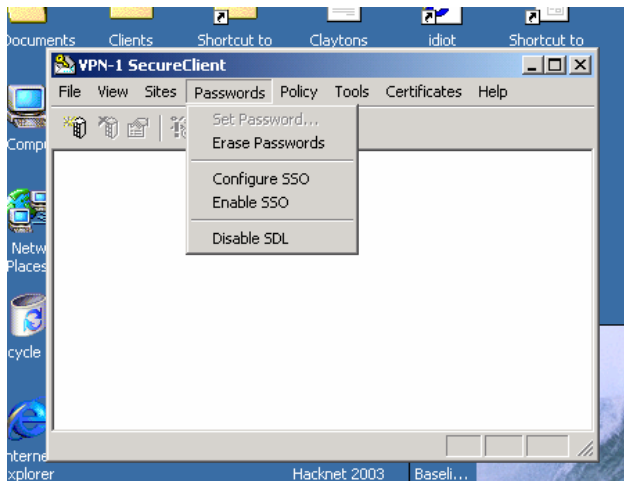 Documents Clients Shortcut to Claytons idiot Shortcut to
VPN-1 SecureClient
File View Sites Passwords Policy Tools Certificates Help
Set Password...
Erase Passwords
Configure SSO
Enable SSO
Disable SDL
Comp
Netw
Places
cycle
nterne
xplorer
Hacknet 2003 Baseli...